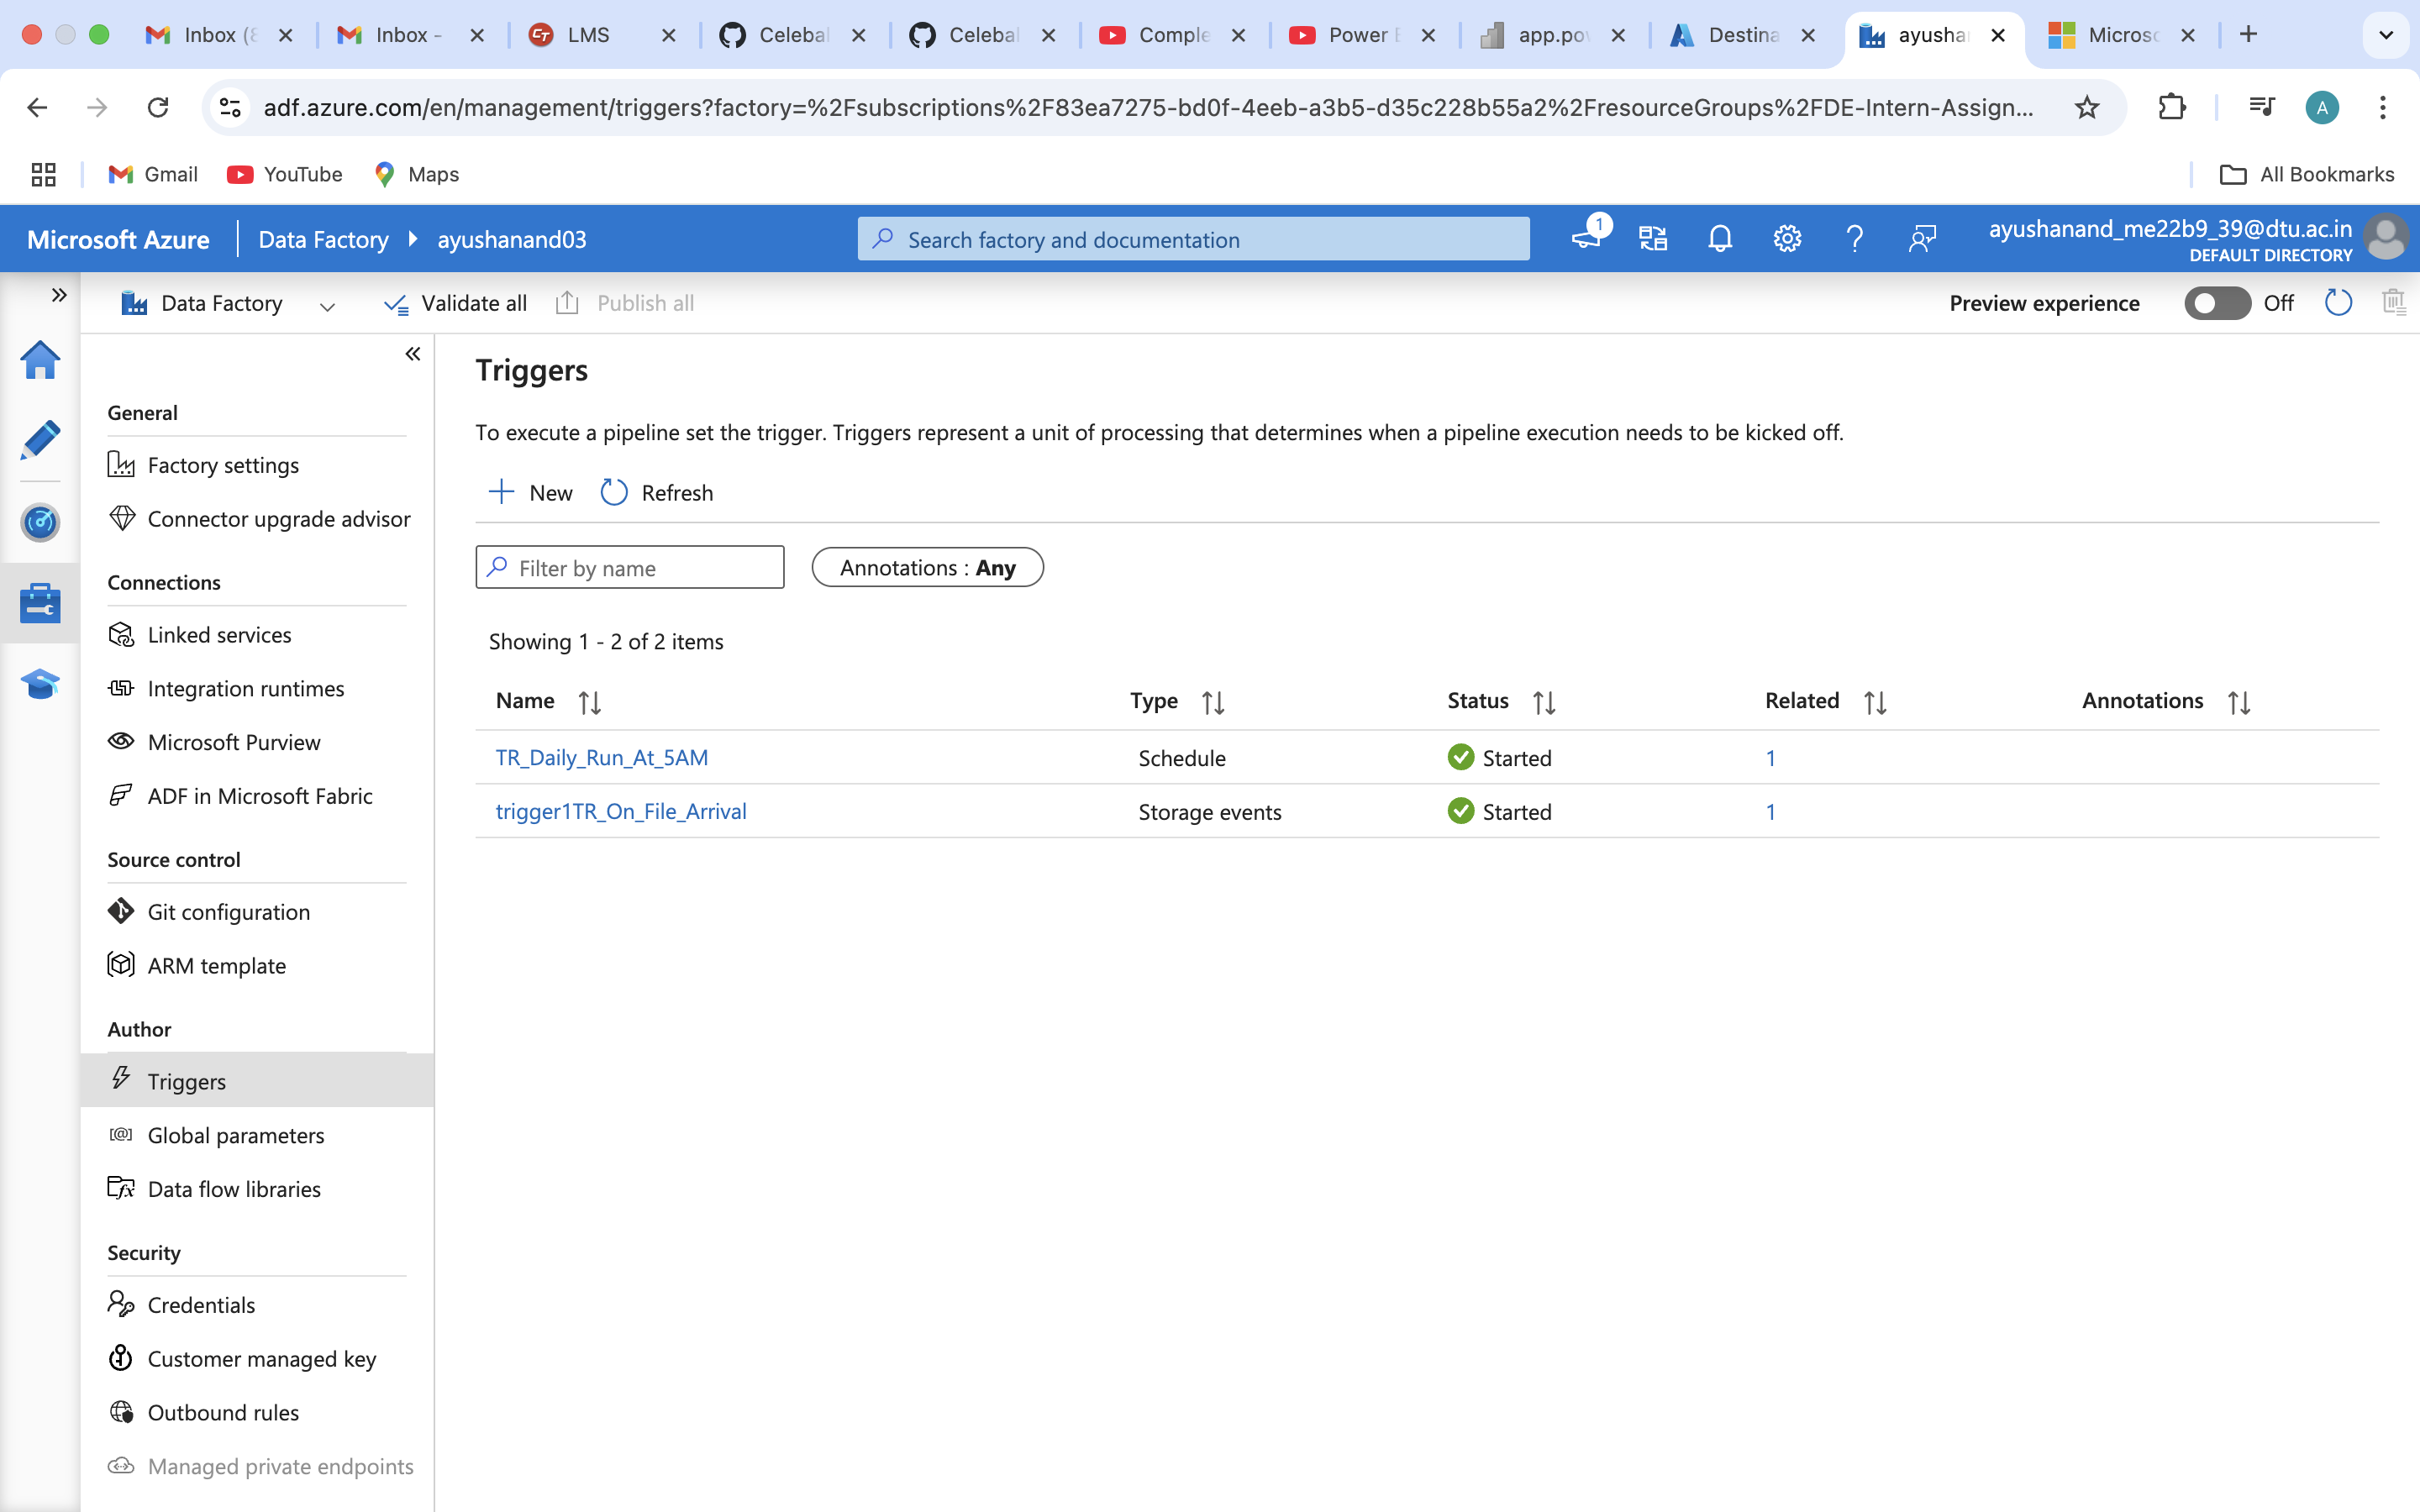 Inbox (8
Inbox -
LMS
Celebal
Celebal
Comple
Power B
app.pow
Destina
ayushan
Microso
adf.azure.com/en/management/triggers?factory=%2Fsubscriptions%2F83ea7275-bd0f-4eeb-a3b5-d35c228b55a2%2FresourceGroups%2FDE-Intern-Assign...
A
Gmail
YouTube
Maps
All Bookmarks
Microsoft Azure
Data Factory
ayushanand03
Search factory and documentation
1
ayushanand_me22b9_39@dtu.ac.in
DEFAULT DIRECTORY
Data Factory
Validate all
Publish all
Preview experience
Off
General
Factory settings
Connector upgrade advisor
Connections
Linked services
Integration runtimes
Microsoft Purview
ADF in Microsoft Fabric
Source control
Git configuration
ARM template
Author
Triggers
Global parameters
Data flow libraries
Security
Credentials
Customer managed key
Outbound rules
Managed private endpoints
Triggers
To execute a pipeline set the trigger. Triggers represent a unit of processing that determines when a pipeline execution needs to be kicked off.
New
Refresh
Filter by name
Annotations : Any
Showing 1 - 2 of 2 items
Name Type Status Related Annotations
TR_Daily_Run_At_5AM Schedule Started 1
trigger1TR_On_File_Arrival Storage events Started 1